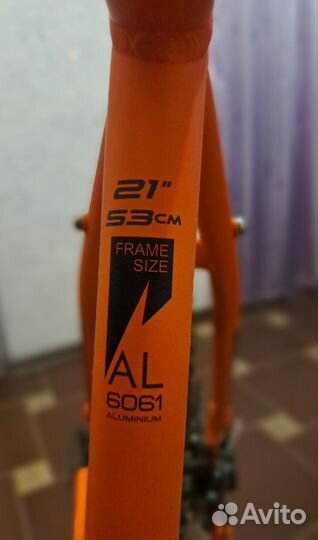 21"
53CM
FRAME
SIZE
AL
6061
ALUMINIUM
Avito